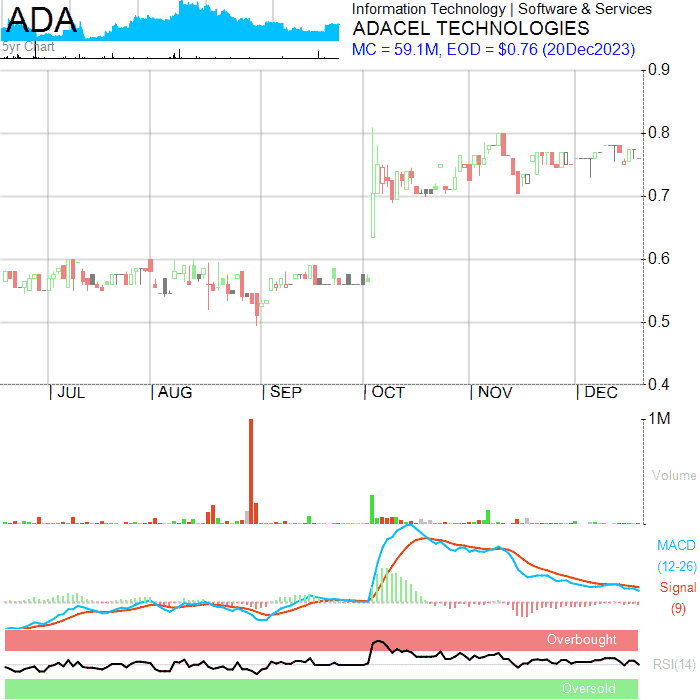 ADA
Information Technology | Software & Services
ADACEL TECHNOLOGIES
5yr Chart
MC = 59.1M, EOD = $0.76 (20Dec2023)
0.9
0.8
0.7
0.6
0.5
0.4
| JUL | AUG | SEP | OCT | NOV | DEC
1M
Volume
MACD
(12-26)
Signal
(9)
Overbought
RSI(14)
Oversold